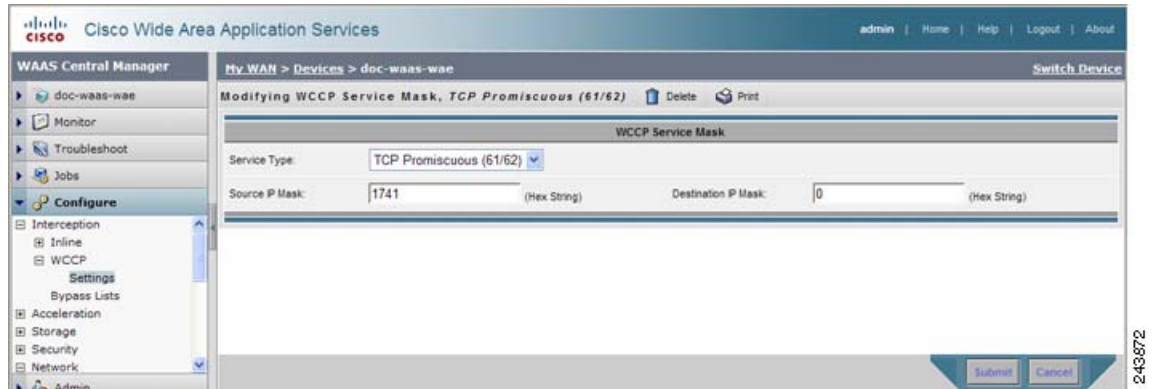 CISCO Cisco Wide Area Application Services
admin | Home | Help | Logout | About
WAAS Central Manager
My WAN > Devices > doc-waas-wae
Switch Device
doc-waas-wae
Modifying WCCP Service Mask, TCP Promiscuous (61/62) Delete Print
Monitor
Troubleshoot
Jobs
Configure
Interception
Inline
WCCP
Settings
Bypass Lists
Acceleration
Storage
Security
Network
Admin
WCCP Service Mask
Service Type: TCP Promiscuous (61/62)
Source IP Mask: 1741 (Hex String) Destination IP Mask: 0 (Hex String)
Submit Cancel
243872